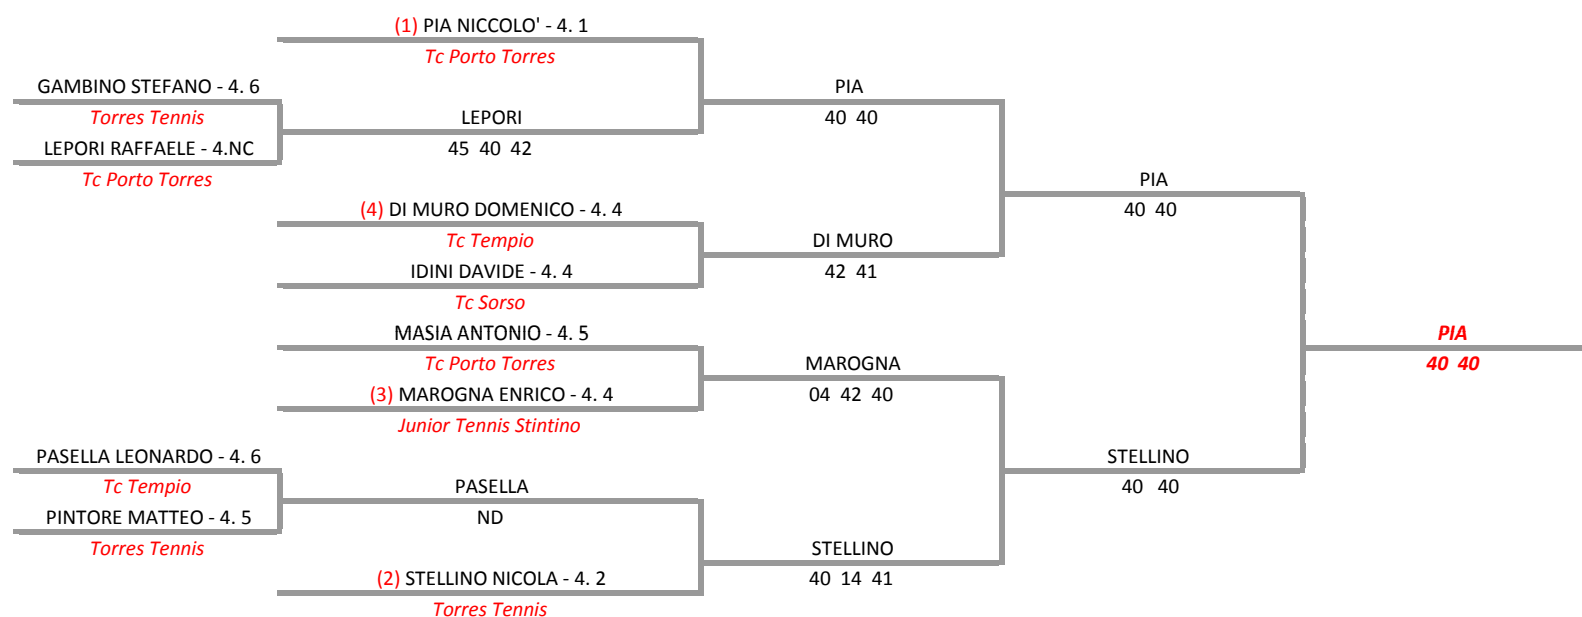 (1) PIA NICCOLO' - 4. 1
Tc Porto Torres
GAMBINO STEFANO - 4. 6
Torres Tennis
LEPORI RAFFAELE - 4.NC
Tc Porto Torres
LEPORI
45 40 42
PIA
40 40
(4) DI MURO DOMENICO - 4. 4
Tc Tempio
IDINI DAVIDE - 4. 4
Tc Sorso
DI MURO
42 41
PIA
40 40
MASIA ANTONIO - 4. 5
Tc Porto Torres
(3) MAROGNA ENRICO - 4. 4
Junior Tennis Stintino
MAROGNA
04 42 40
PASELLA LEONARDO - 4. 6
Tc Tempio
PINTORE MATTEO - 4. 5
Torres Tennis
PASELLA
ND
(2) STELLINO NICOLA - 4. 2
Torres Tennis
STELLINO
40 14 41
STELLINO
40 40
PIA
40 40